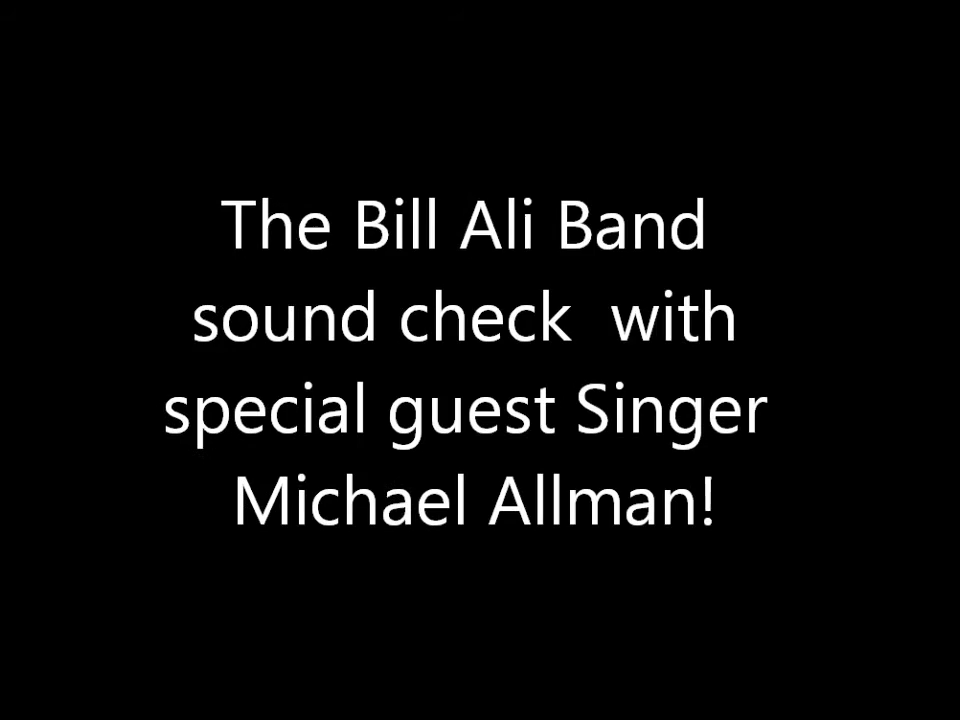 The Bill Ali Band
sound check  with
special guest Singer
Michael Allman!